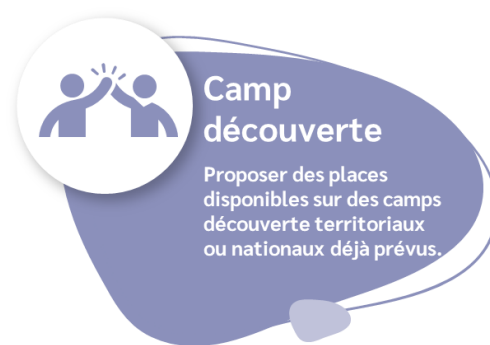 Camp
découverte
Proposer des places
disponibles sur des camps
découverte territoriaux
ou nationaux déjà prévus.